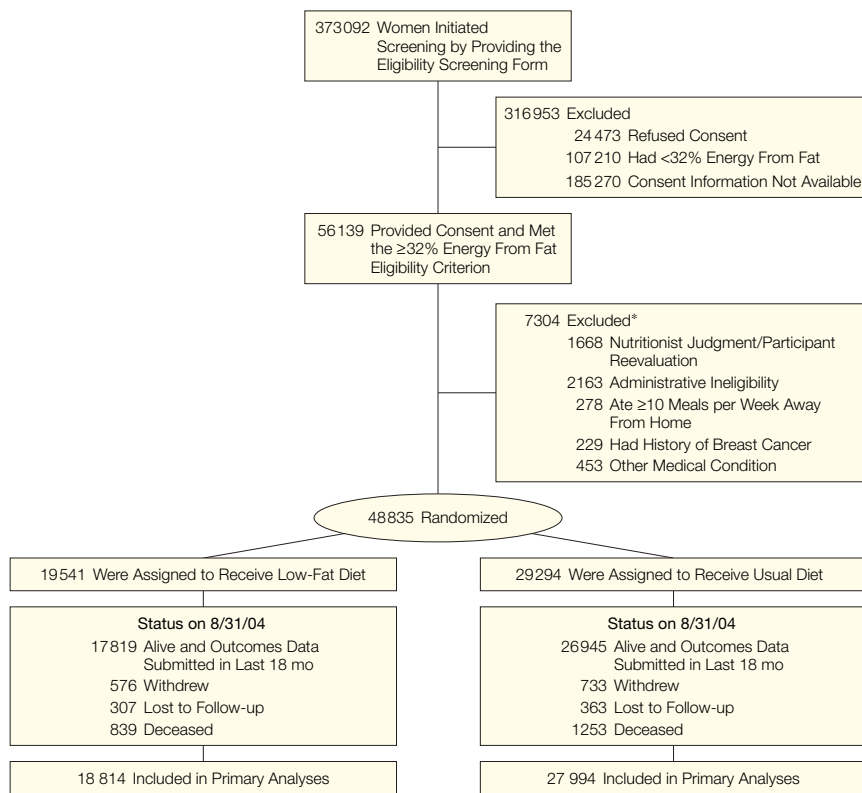 373092 Women Initiated
Screening by Providing the
Eligibility Screening Form
316953 Excluded
24473 Refused Consent
107210 Had <32% Energy From Fat
185270 Consent Information Not Available
56139 Provided Consent and Met
the ≥32% Energy From Fat
Eligibility Criterion
7304 Excluded*
1668 Nutritionist Judgment/Participant
Reevaluation
2163 Administrative Ineligibility
278 Ate ≥10 Meals per Week Away
From Home
229 Had History of Breast Cancer
453 Other Medical Condition
48835 Randomized
19541 Were Assigned to Receive Low-Fat Diet
Status on 8/31/04
17819 Alive and Outcomes Data
Submitted in Last 18 mo
576 Withdrew
307 Lost to Follow-up
839 Deceased
18 814 Included in Primary Analyses
29294 Were Assigned to Receive Usual Diet
Status on 8/31/04
26945 Alive and Outcomes Data
Submitted in Last 18 mo
733 Withdrew
363 Lost to Follow-up
1253 Deceased
27 994 Included in Primary Analyses